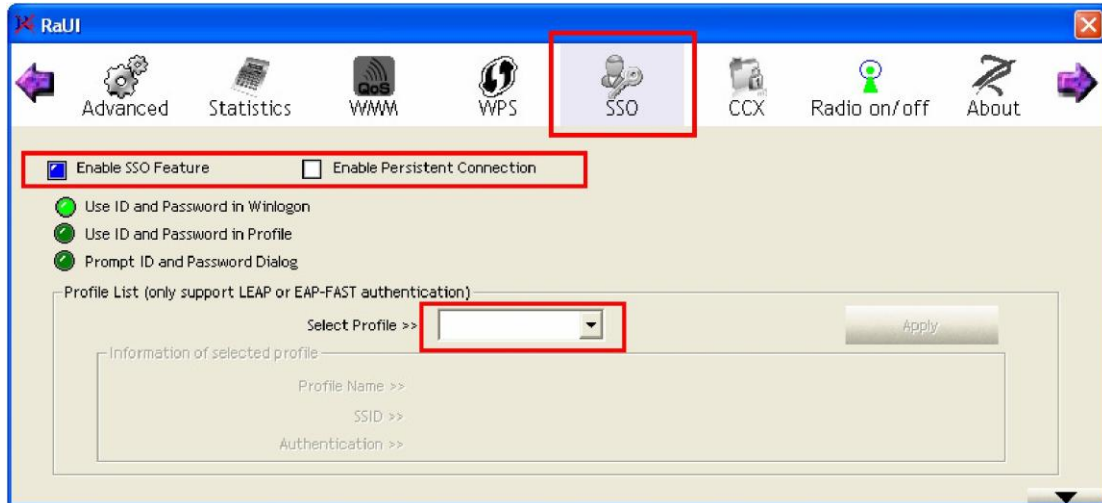 RaUI
Advanced Statistics WMM WPS SSO CCX Radio on/off About
QoS
Enable SSO Feature Enable Persistent Connection
Use ID and Password in Winlogon
Use ID and Password in Profile
Prompt ID and Password Dialog
Profile List (only support LEAP or EAP-FAST authentication)
Select Profile >> Apply
Information of selected profile
Profile Name >>
SSID >>
Authentication >>